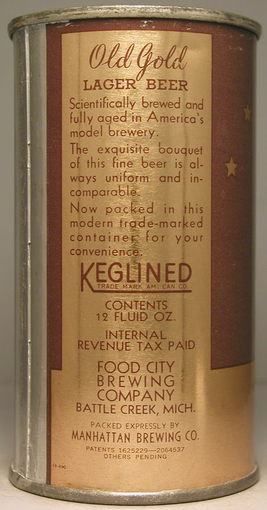 Old Gold
LAGER BEER
Scientifically brewed and
fully aged in America's
model brewery.
The exquisite bouquet
of this fine beer is al-
ways uniform and in-
comparable.
Now packed in this
modern trade-marked
container for your
convenience.
KEGLINED
TRADE MARK AM. CAN CO.
CONTENTS
12 FLUID OZ.
INTERNAL
REVENUE TAX PAID
FOOD CITY
BREWING
COMPANY
BATTLE CREEK, MICH.
PACKED EXPRESSLY BY
MANHATTAN BREWING CO.
PATENTS 1625229—2064537
OTHERS PENDING